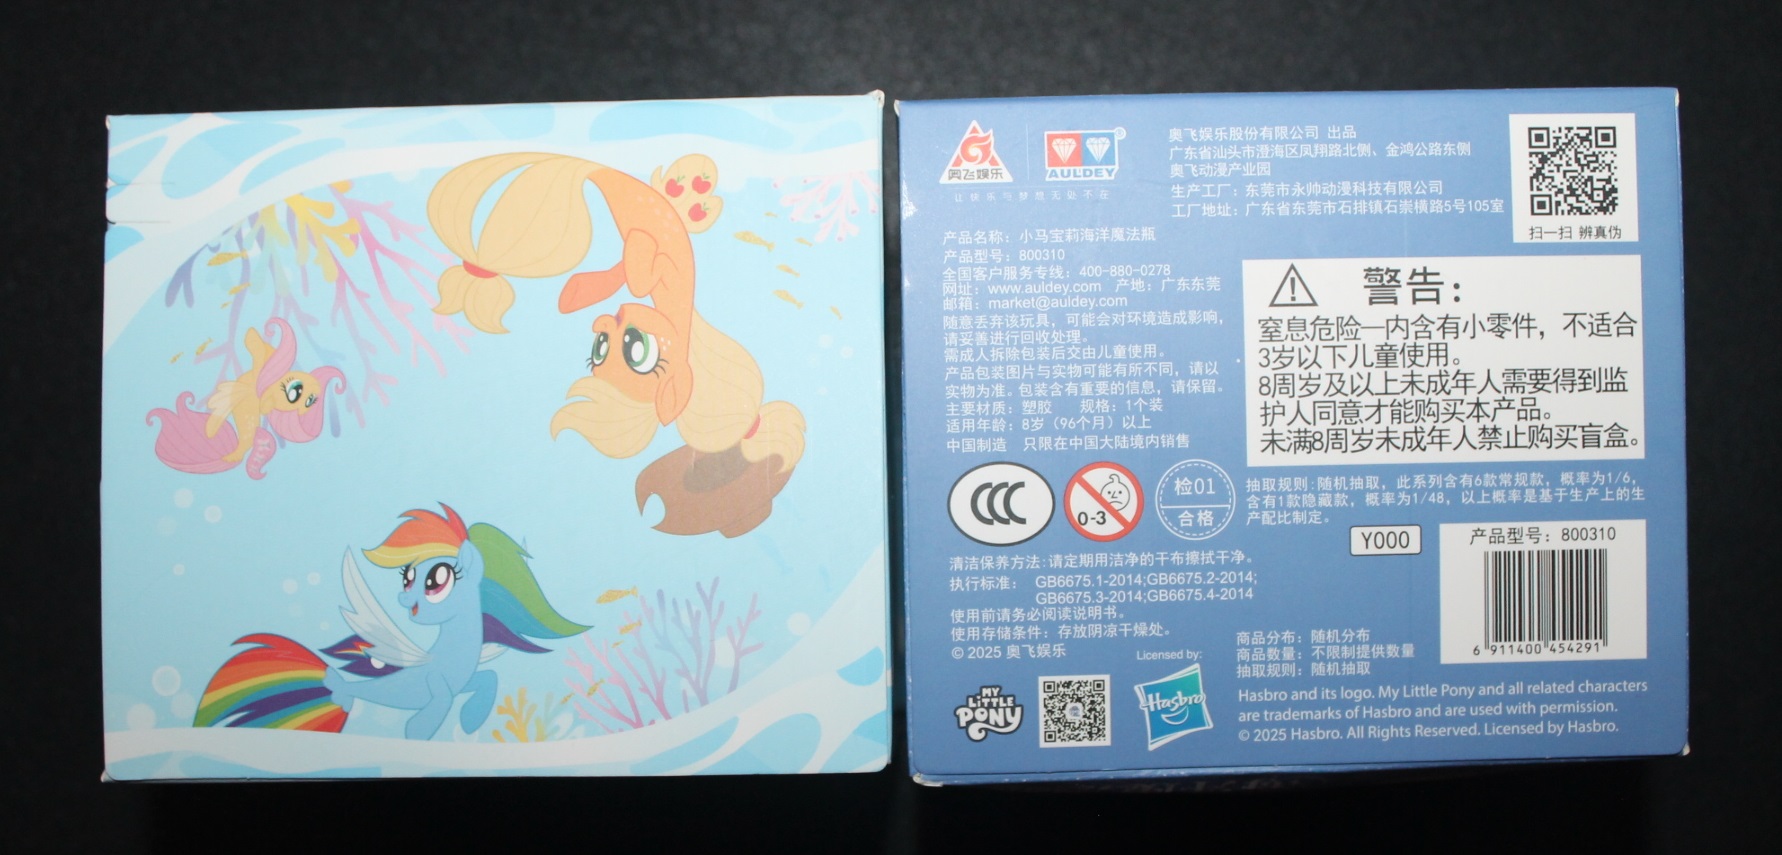 奥飞娱乐
AULDEY
让娱乐与梦想无处不在
奥飞娱乐股份有限公司 出品
广东省汕头市澄海区凤翔路北侧、金鸿公路东侧
奥飞动漫产业园
生产工厂：东莞市永帅动漫科技有限公司
工厂地址：广东省东莞市石排镇石崇横路5号105室
扫一扫 辨真伪
产品名称：小马宝莉海洋魔法瓶
产品型号：800310
全国客户服务专线：400-880-0278
网址：www.auldey.com 产地：广东东莞
邮箱：market@auldey.com
随意丢弃该玩具，可能会对环境造成影响，
请妥善进行回收处理。
需成人拆除包装后交由儿童使用。
产品包装图片与实物可能有所不同，请以
实物为准。包装含有重要的信息，请保留。
主要材质：塑胶 规格：1个装
适用年龄：8岁（96个月）以上
中国制造 只限在中国大陆境内销售
警告：
窒息危险—内含有小零件，不适合
3岁以下儿童使用。
8周岁及以上未成年人需要得到监
护人同意才能购买本产品。
未满8周岁未成年人禁止购买盲盒。
CCC
0-3
检01
合格
抽取规则：随机抽取，此系列含有6款常规款，概率为1/6，
含有1款隐藏款，概率为1/48，以上概率是基于生产上的生
产配比制定。
Y000
产品型号：800310
6 911400 454291
清洁保养方法：请定期用洁净的干布擦拭干净。
执行标准： GB6675.1-2014;GB6675.2-2014;
GB6675.3-2014;GB6675.4-2014
使用前请务必阅读说明书。
使用存储条件：存放阴凉干燥处。
© 2025 奥飞娱乐
商品分布：随机分布
商品数量：不限制提供数量
抽取规则：随机抽取
MY
LITTLE
PONY
Licensed by:
Hasbro
Hasbro and its logo. My Little Pony and all related characters
are trademarks of Hasbro and are used with permission.
© 2025 Hasbro. All Rights Reserved. Licensed by Hasbro.